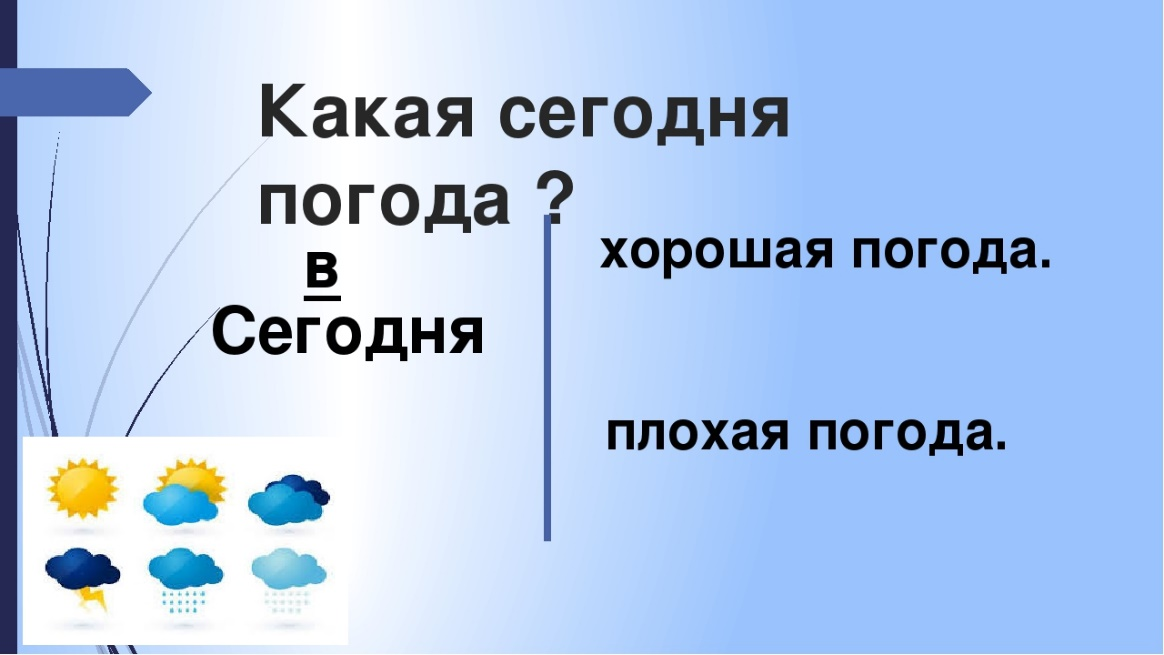 Какая сегодня
погода ?
в
Сегодня
хорошая погода.
плохая погода.